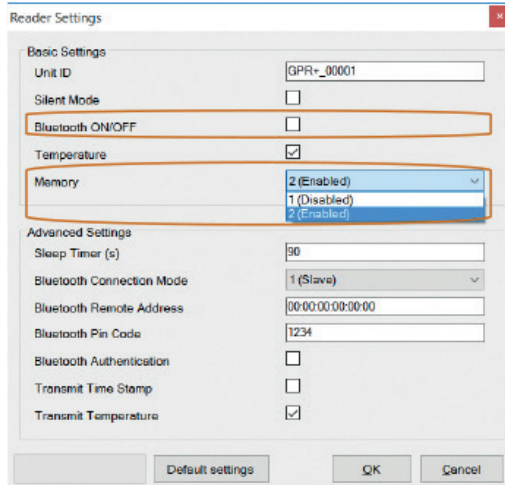 Reader Settings
Basic Settings
Unit ID GPR+_00001
Silent Mode
Bluetooth ON/OFF
Temperature
Memory 2 (Enabled)
1 (Disabled)
2 (Enabled)
Advanced Settings
Sleep Timer (s) 90
Bluetooth Connection Mode 1 (Slave)
Bluetooth Remote Address 00:00:00:00:00:00
Bluetooth Pin Code 1234
Bluetooth Authentication
Transmit Time Stamp
Transmit Temperature
Default settings OK Cancel